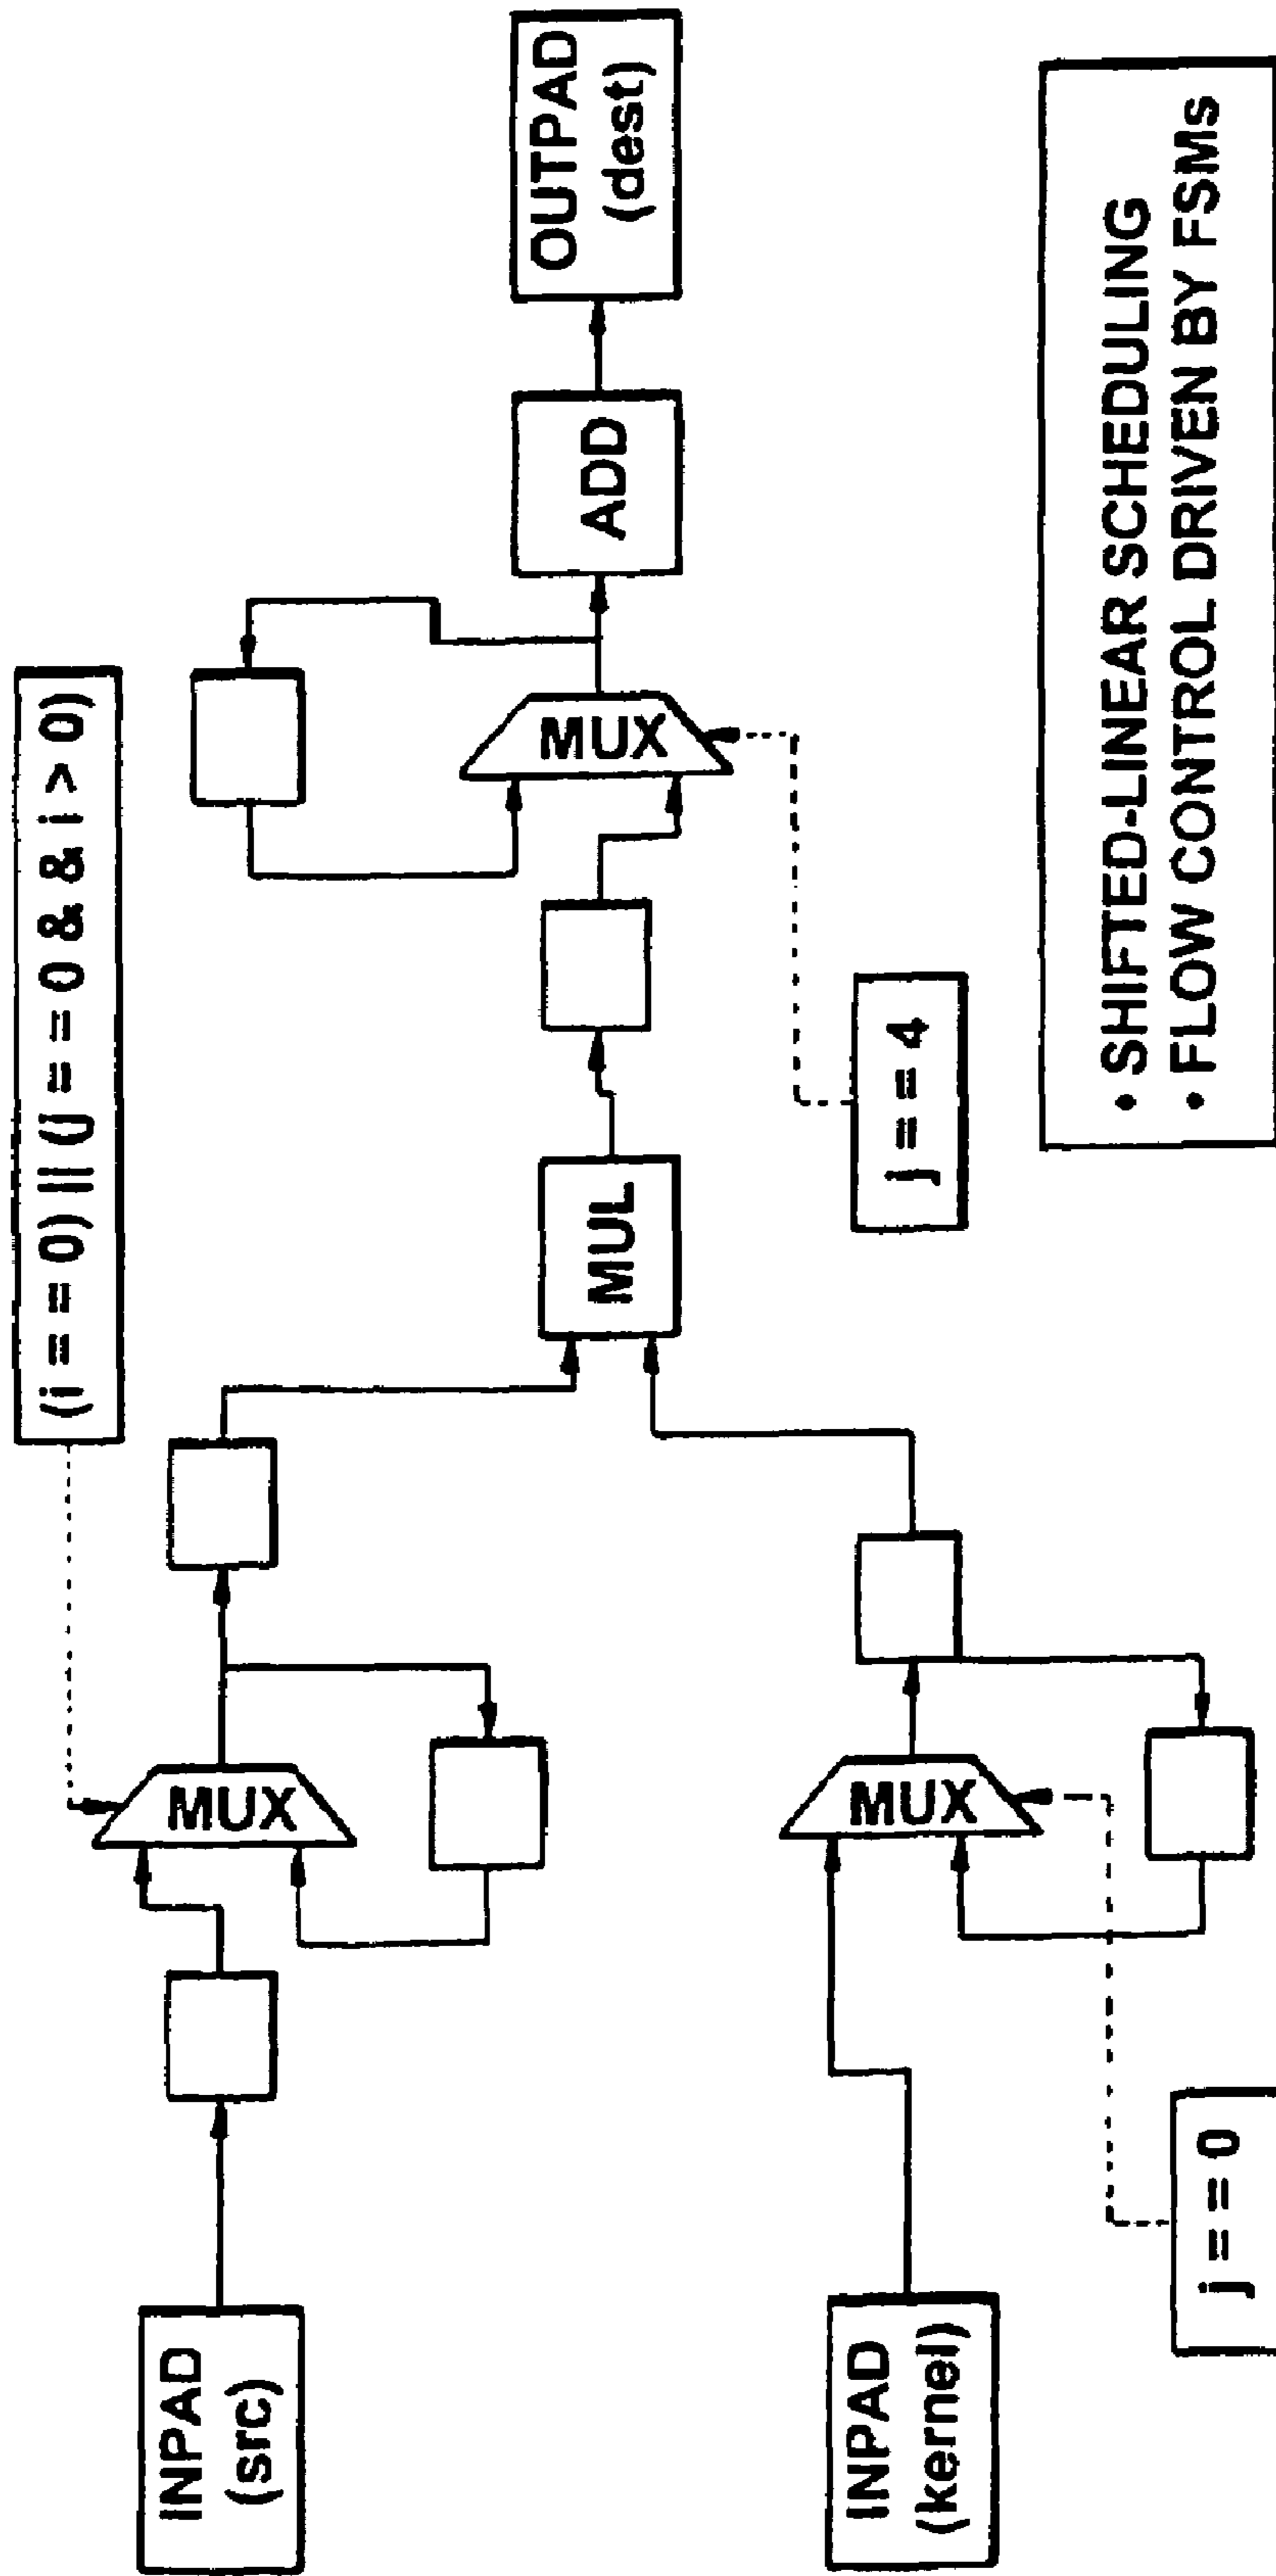 (i = = 0) || (j = = 0 & & i > 0)
INPAD
(src)
MUX
MUX
MUL
ADD
OUTPAD
(dest)
INPAD
(kernel)
MUX
j = = 4
j = = 0
• SHIFTED-LINEAR SCHEDULING
• FLOW CONTROL DRIVEN BY FSMs